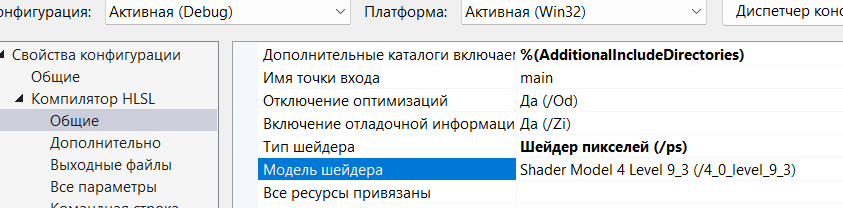 онфигурация: Активная (Debug) Платформа: Активная (Win32) Диспетчер конс
Свойства конфигурации
Общие
Компилятор HLSL
Общие
Дополнительно
Выходные файлы
Все параметры
Командная строка
Дополнительные каталоги включаем %(AdditionalIncludeDirectories)
Имя точки входа main
Отключение оптимизаций Да (/Od)
Включение отладочной информаци Да (/Zi)
Тип шейдера Шейдер пикселей (/ps)
Модель шейдера Shader Model 4 Level 9_3 (/4_0_level_9_3)
Все ресурсы привязаны